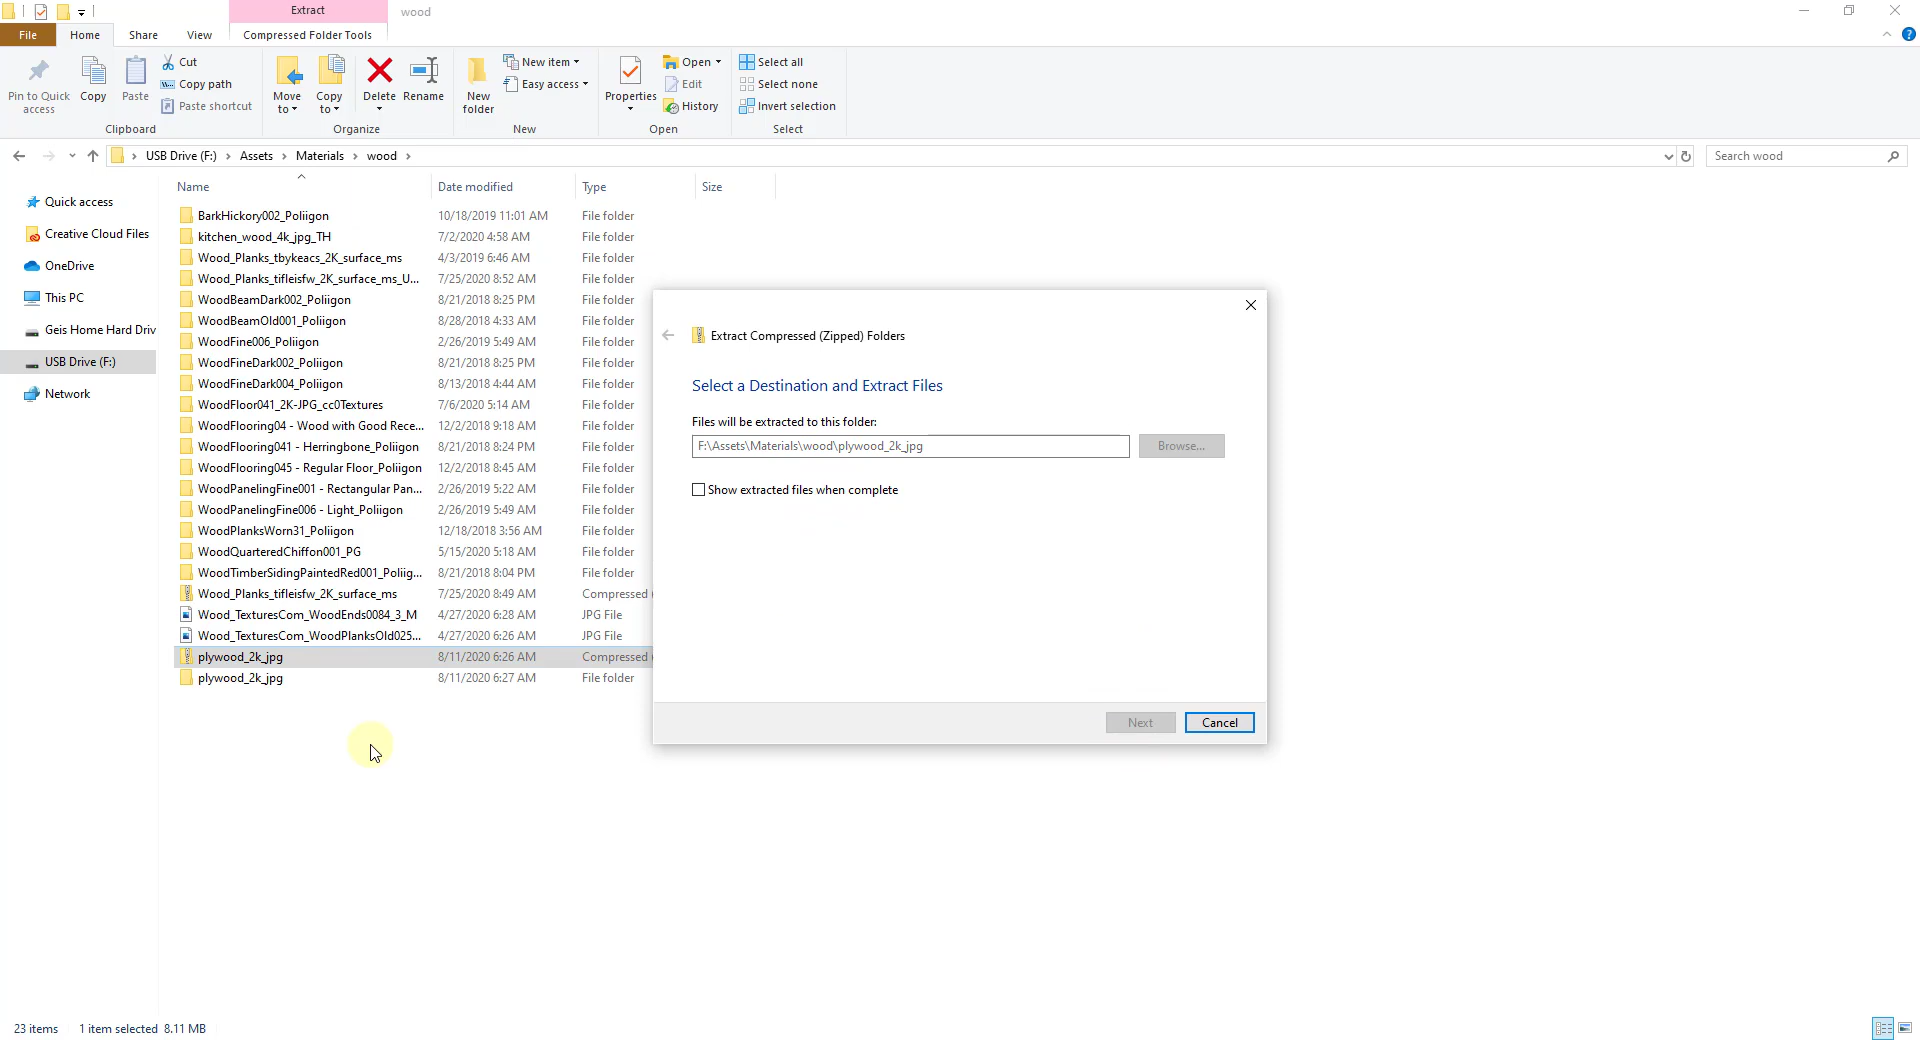 Extract
wood
File
Home
Share
View
Compressed Folder Tools
Pin to Quick access
Copy
Paste
Cut
Copy path
Paste shortcut
Clipboard
Move to
Copy to
Delete
Rename
Organize
New folder
New item
Easy access
New
Properties
Open
Edit
History
Open
Select all
Select none
Invert selection
Select
USB Drive (F:) > Assets > Materials > wood >
Search wood
Quick access
Creative Cloud Files
OneDrive
This PC
Geis Home Hard Driv
USB Drive (F:)
Network
Name Date modified Type Size
BarkHickory002_Poliigon 10/18/2019 11:01 AM File folder
kitchen_wood_4k_jpg_TH 7/2/2020 4:58 AM File folder
Wood_Planks_tbykeacs_2K_surface_ms 4/3/2019 6:46 AM File folder
Wood_Planks_tifleisfw_2K_surface_ms_U... 7/25/2020 8:52 AM File folder
WoodBeamDark002_Poliigon 8/21/2018 8:25 PM File folder
WoodBeamOld001_Poliigon 8/28/2018 4:33 AM File folder
WoodFine006_Poliigon 2/26/2019 5:49 AM File folder
WoodFineDark002_Poliigon 8/21/2018 8:25 PM File folder
WoodFineDark004_Poliigon 8/13/2018 4:44 AM File folder
WoodFloor041_2K-JPG_cc0Textures 7/6/2020 5:14 AM File folder
WoodFlooring04 - Wood with Good Rece... 12/2/2018 9:18 AM File folder
WoodFlooring041 - Herringbone_Poliigon 8/21/2018 8:24 PM File folder
WoodFlooring045 - Regular Floor_Poliigon 12/2/2018 8:45 AM File folder
WoodPanelingFine001 - Rectangular Pan... 2/26/2019 5:22 AM File folder
WoodPanelingFine006 - Light_Poliigon 2/26/2019 5:49 AM File folder
WoodPlanksWorn31_Poliigon 12/18/2018 3:56 AM File folder
WoodQuarteredChiffon001_PG 5/15/2020 5:18 AM File folder
WoodTimberSidingPaintedRed001_Poliig... 8/21/2018 8:04 PM File folder
Wood_Planks_tifleisfw_2K_surface_ms 7/25/2020 8:49 AM Compressed (
Wood_TexturesCom_WoodEnds0084_3_M 4/27/2020 6:28 AM JPG File
Wood_TexturesCom_WoodPlanksOld025... 4/27/2020 6:26 AM JPG File
plywood_2k_jpg 8/11/2020 6:26 AM Compressed (
plywood_2k_jpg 8/11/2020 6:27 AM File folder
Extract Compressed (Zipped) Folders
Select a Destination and Extract Files
Files will be extracted to this folder:
F:\Assets\Materials\wood\plywood_2k_jpg
Browse...
Show extracted files when complete
Next
Cancel
23 items 1 item selected 8.11 MB